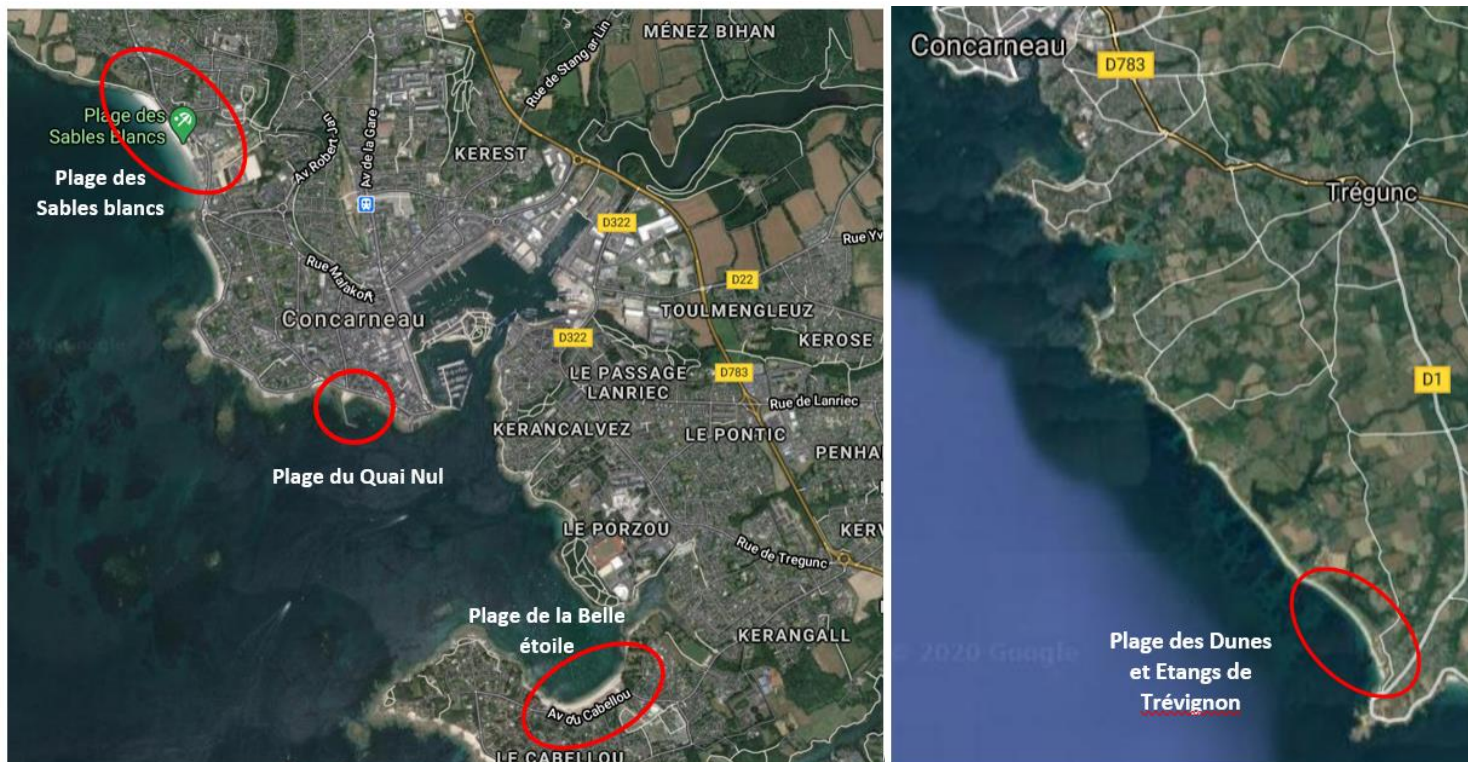 MÉNEZ BIHAN
Rue de Stang ar Lin
Plage des
Sables Blancs
Av Robert Jan
Av de la Gare
KEREST
Plage des
Sables blancs
D322
Rue Yv
D22
Rue Malakoff
TOULMENGLEUZ
Concarneau
D322
KEROSE
LE PASSAGE
LANRIEC
D783
Rue de Lanriec
KERANCALVEZ
LE PONTIC
PENHA
Plage du Quai Nul
LE PORZOU
KERV
Rue de Tregunc
Plage de la Belle
étoile
KERANGALL
Av du Cabellou
LE CABELLOU
Concarneau
D783
Trégunc
D1
© 2020 Google
Plage des Dunes
et Etangs de
Trévignon